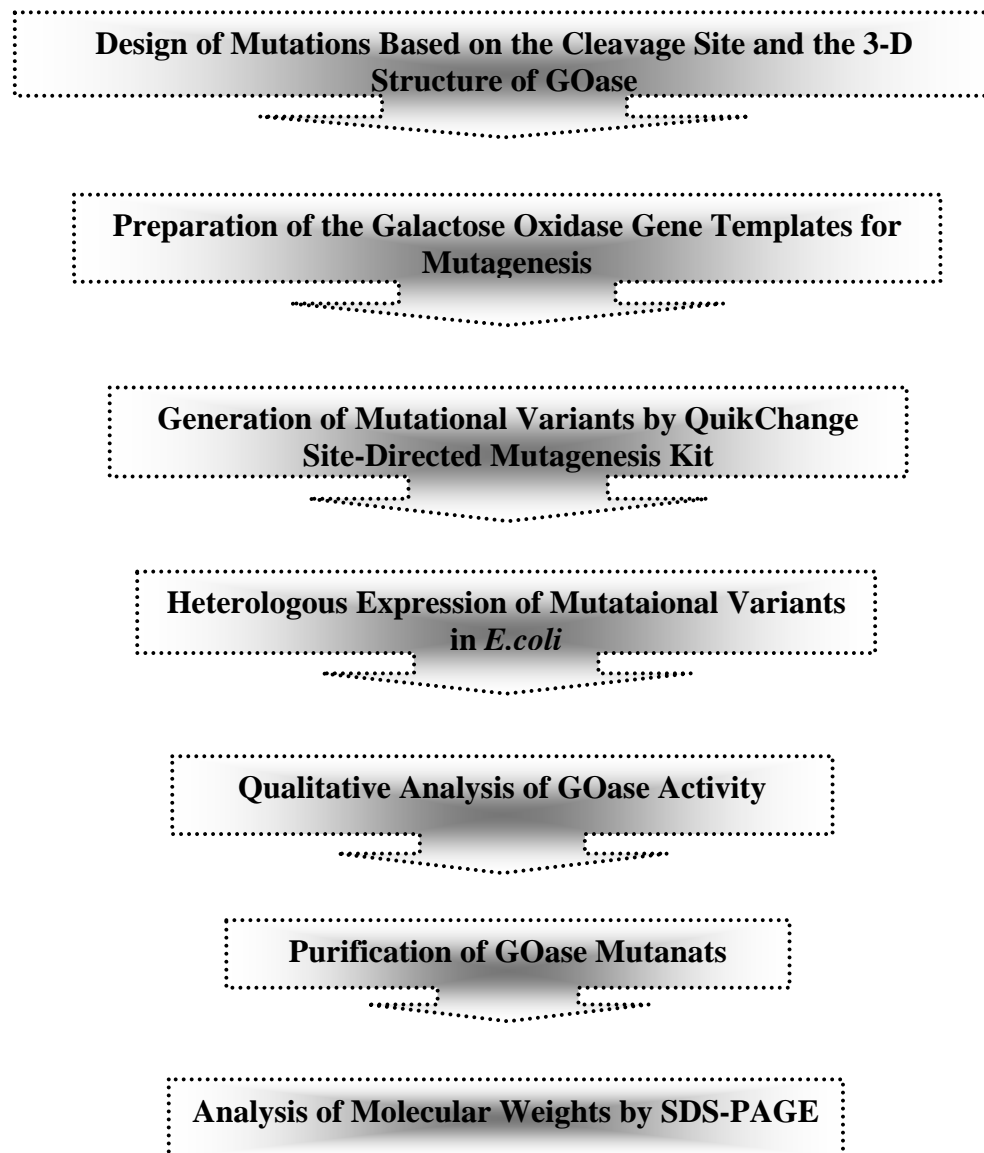 Design of Mutations Based on the Cleavage Site and the 3-D
Structure of GOase
Preparation of the Galactose Oxidase Gene Templates for
Mutagenesis
Generation of Mutational Variants by QuikChange
Site-Directed Mutagenesis Kit
Heterologous Expression of Mutataional Variants
in E.coli
Qualitative Analysis of GOase Activity
Purification of GOase Mutanats
Analysis of Molecular Weights by SDS-PAGE